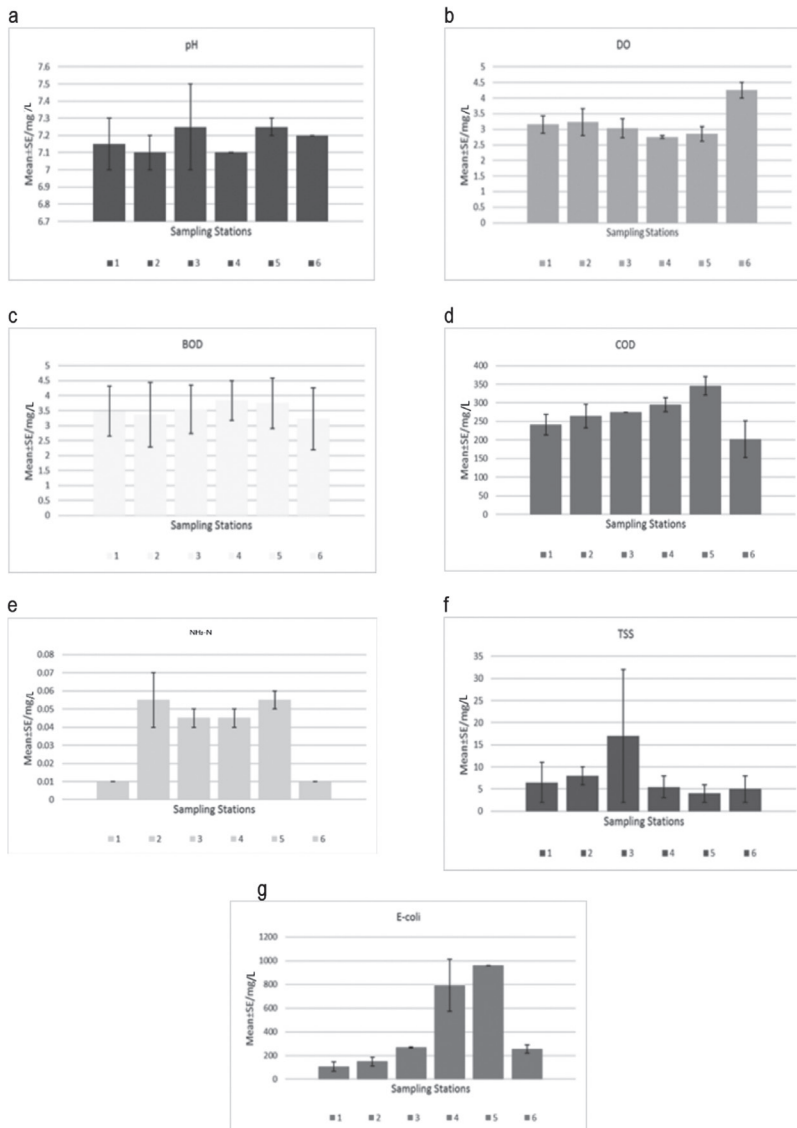 a
pH
Mean±SE/mg /L
7.6
7.5
7.4
7.3
7.2
7.1
7
6.9
6.8
6.7
Sampling Stations
1 2 3 4 5 6
b
DO
Mean±SE/mg/L
5
4.5
4
3.5
3
2.5
2
1.5
1
0.5
0
Sampling Stations
1 2 3 4 5 6
c
BOD
Mean±SE/mg/L
5
4.5
4
3.5
3
2.5
2
1.5
1
0.5
0
Sampling Stations
1 2 3 4 5 6
d
COD
Mean±SE/mg/L
400
350
300
250
200
150
100
50
0
Sampling Stations
1 2 3 4 5 6
e
NH₃-N
Mean±SE/mg/L
0.08
0.07
0.06
0.05
0.04
0.03
0.02
0.01
0
Sampling Stations
1 2 3 4 5 6
f
TSS
Mean±SE/mg/L
35
30
25
20
15
10
5
0
Sampling Stations
1 2 3 4 5 6
g
E-coli
Mean±SE/mg/L
1200
1000
800
600
400
200
0
Sampling Stations
1 2 3 4 5 6